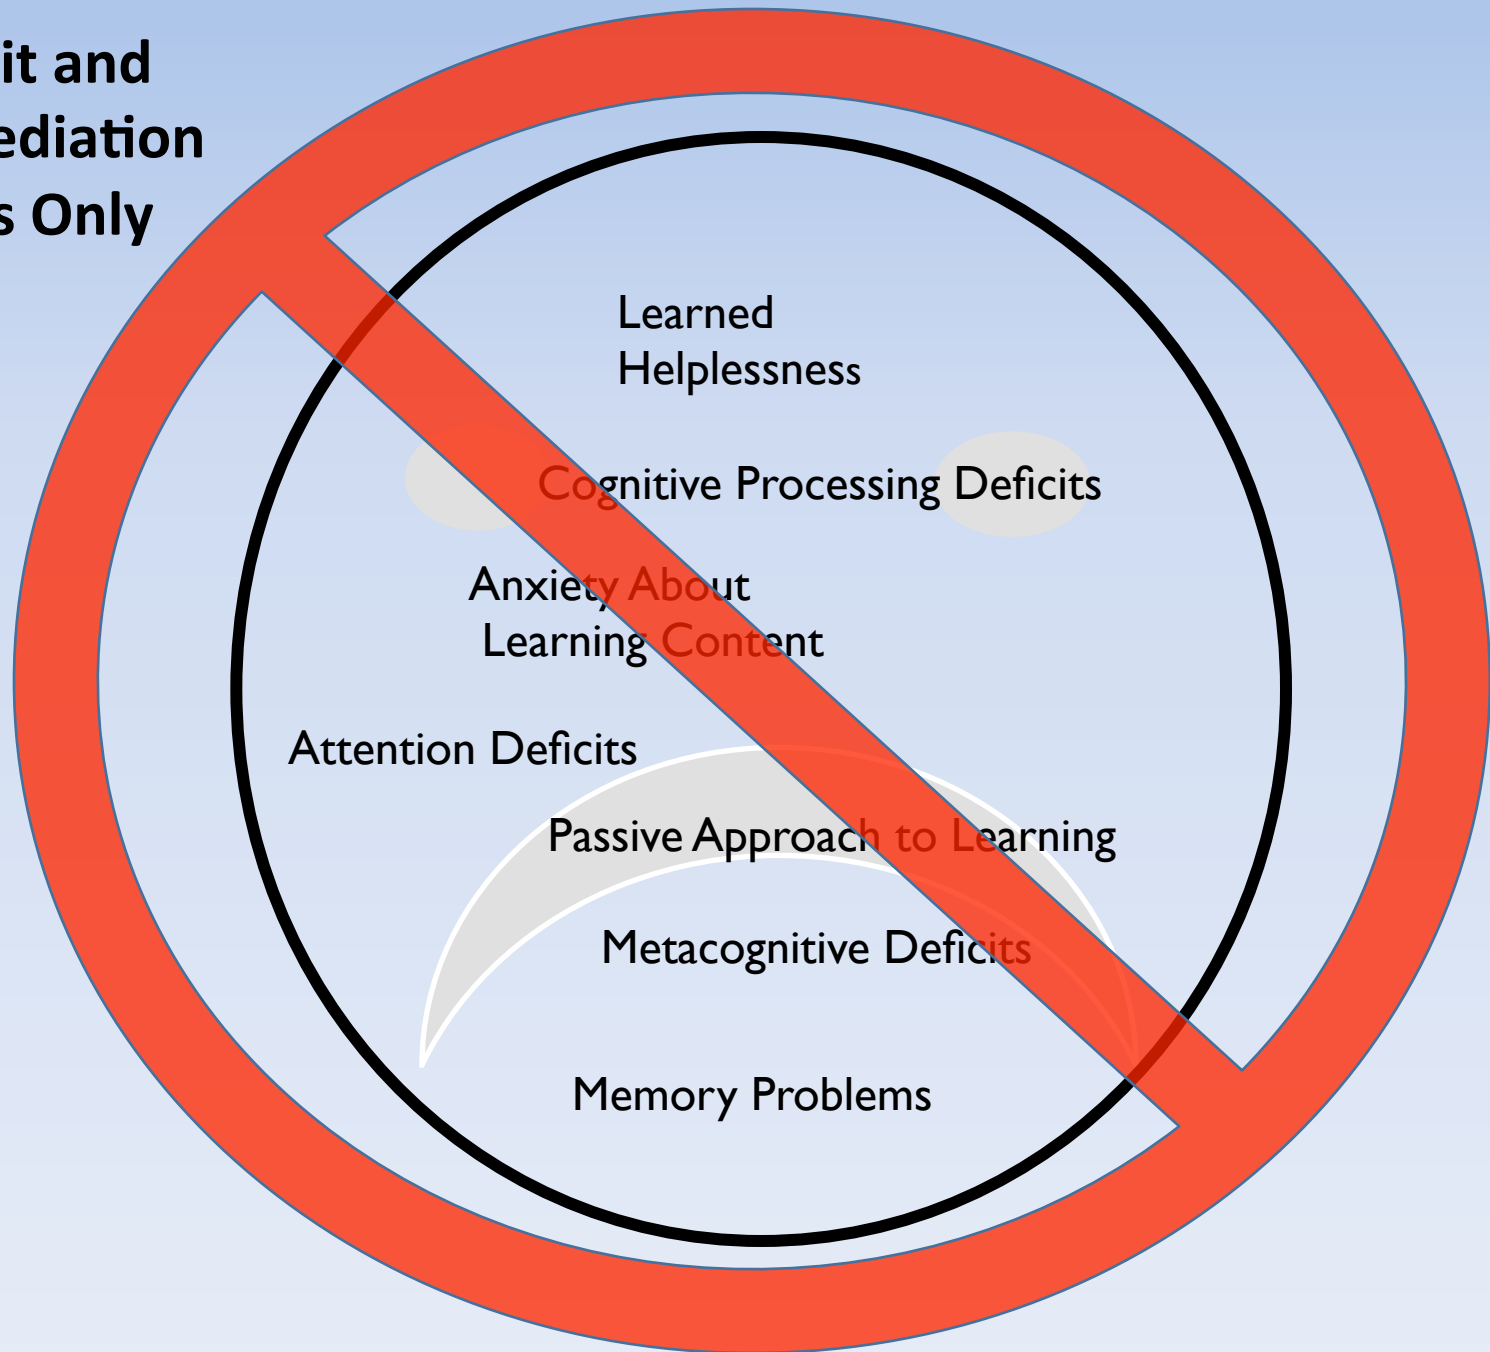 it and
ediation
s Only
Learned
Helplessness
Cognitive Processing Deficits
Anxiety About
Learning Content
Attention Deficits
Passive Approach to Learning
Metacognitive Deficits
Memory Problems